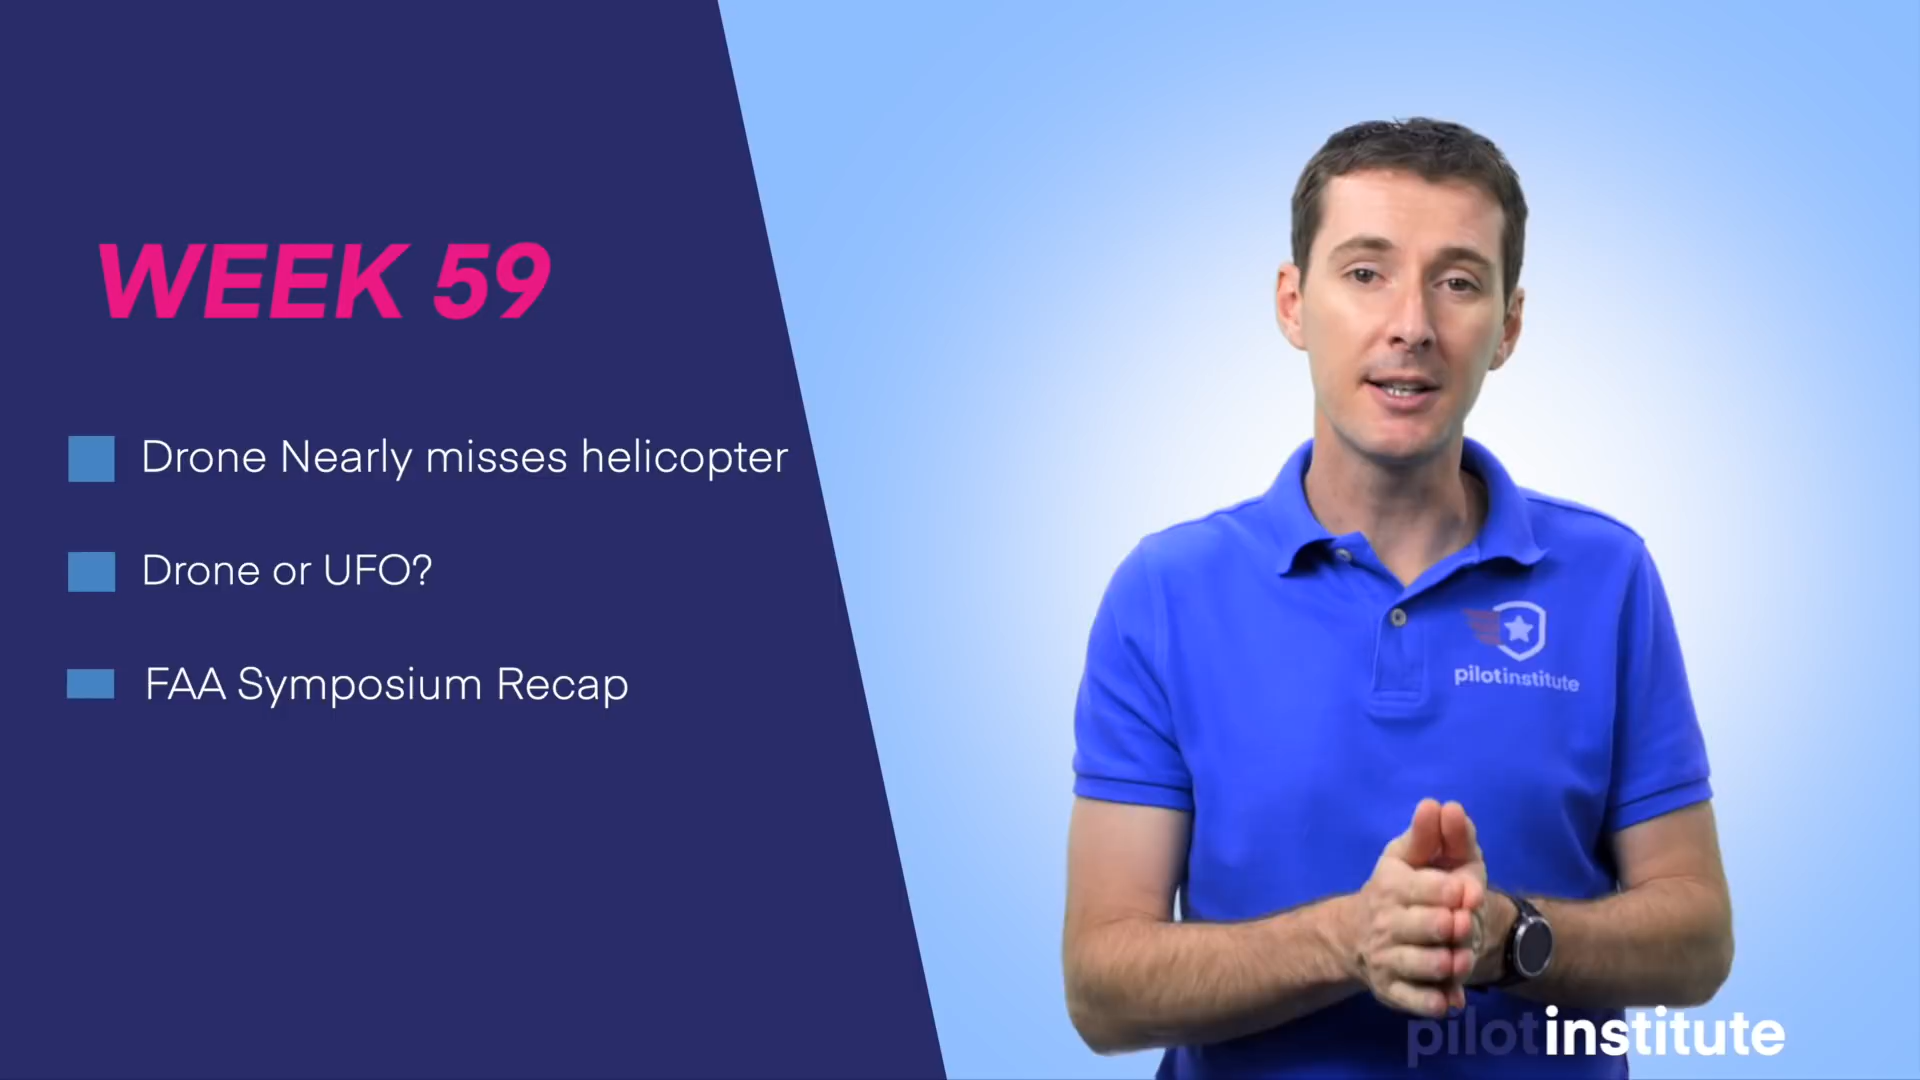 WEEK 59
Drone Nearly misses helicopter
Drone or UFO?
FAA Symposium Recap
pilotinstitute
pilotinstitute